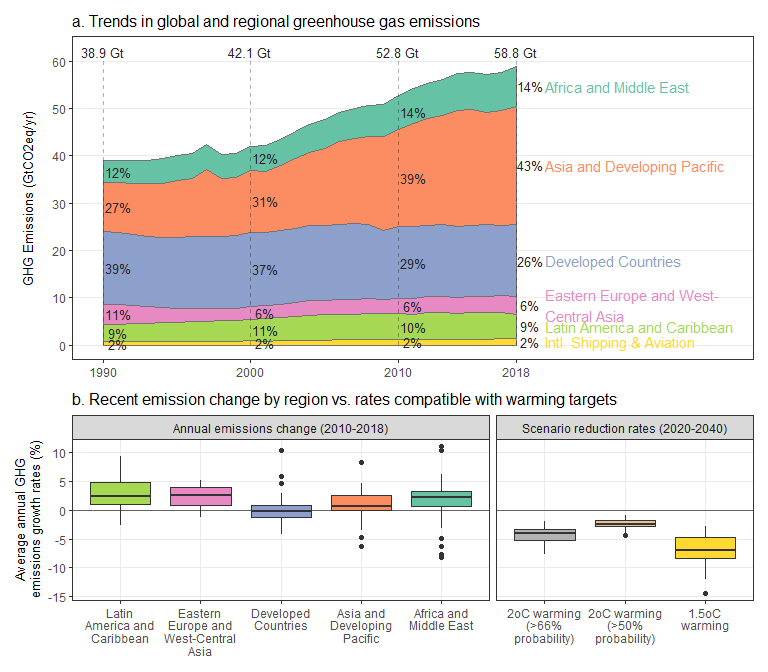 a. Trends in global and regional greenhouse gas emissions
38.9 Gt 42.1 Gt 52.8 Gt 58.8 Gt
GHG Emissions (GtCO2eq/yr)
60
50
40
30
20
10
0
12% 12% 14% 14% Africa and Middle East
27% 31% 39% 43% Asia and Developing Pacific
39% 37% 29% 26% Developed Countries
11% 6% 6% 6% Eastern Europe and West-
Central Asia
9% 11% 10% 9% Latin America and Caribbean
2% 2% 2% 2% Intl. Shipping & Aviation
1990 2000 2010 2018
b. Recent emission change by region vs. rates compatible with warming targets
Annual emissions change (2010-2018)
Scenario reduction rates (2020-2040)
Average annual GHG
emissions growth rates (%)
10
5
0
-5
-10
-15
Latin
America and
Caribbean
Eastern
Europe and
West-Central
Asia
Developed
Countries
Asia and
Developing
Pacific
Africa and
Middle East
2oC warming
(>66%
probability)
2oC warming
(>50%
probability)
1.5oC
warming